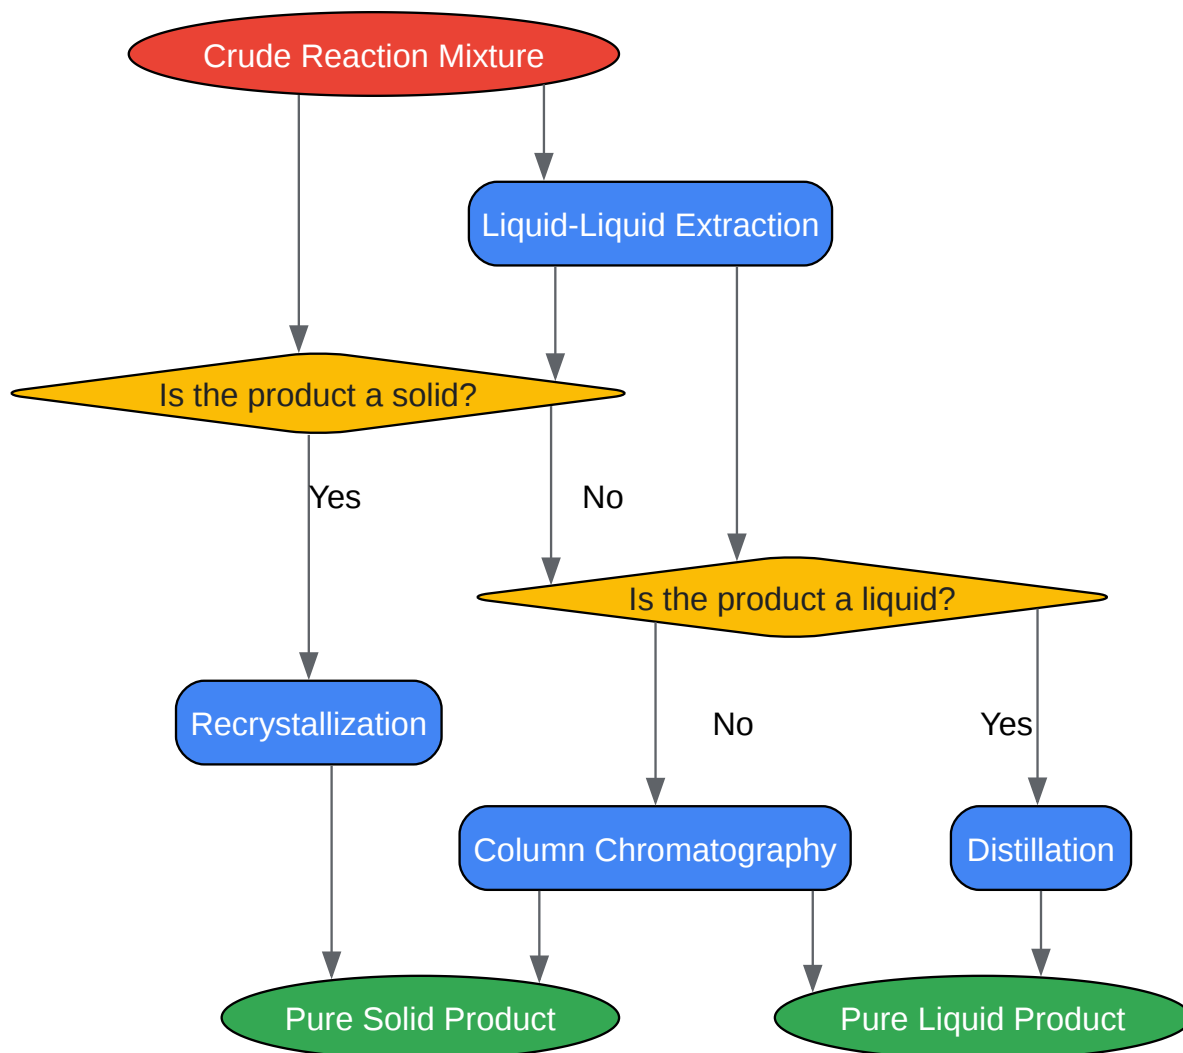 Crude Reaction Mixture
Liquid-Liquid Extraction
Is the product a solid?
Yes
No
Is the product a liquid?
Recrystallization
No
Yes
Column Chromatography
Distillation
Pure Solid Product
Pure Liquid Product